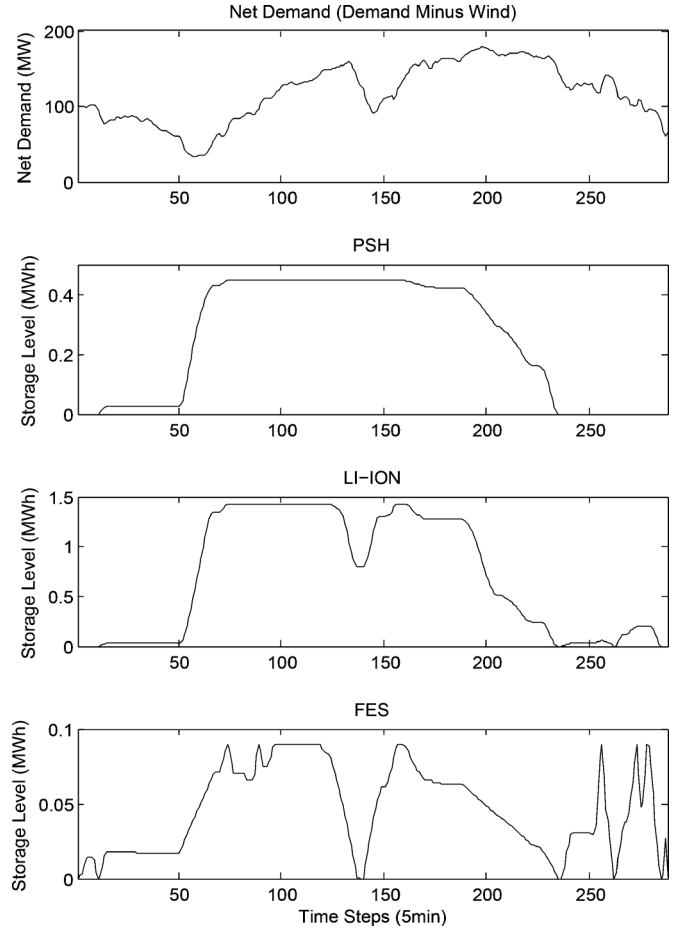 Net Demand (Demand Minus Wind)
Net Demand (MW)
200
100
0
50 100 150 200 250
PSH
Storage Level (MWh)
0.4
0.2
0
50 100 150 200 250
LI−ION
Storage Level (MWh)
1.5
1
0.5
0
50 100 150 200 250
FES
Storage Level (MWh)
0.1
0.05
0
50 100 150 200 250
Time Steps (5min)